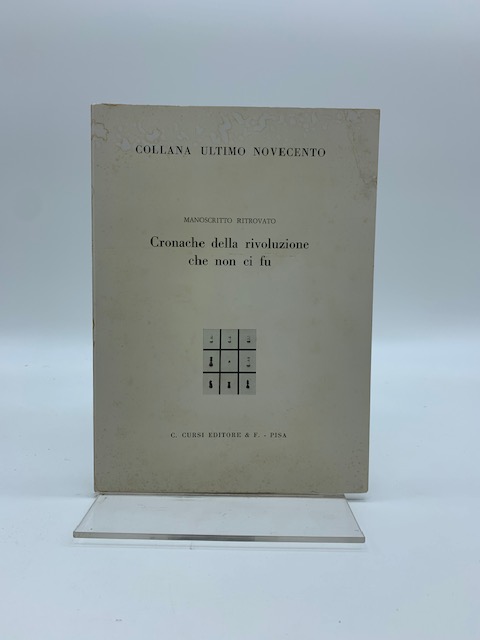 COLLANA ULTIMO NOVECENTO
MANOSCRITTO RITROVATO
Cronache della rivoluzione
che non ci fu
C. CURSI EDITORE & F. - PISA